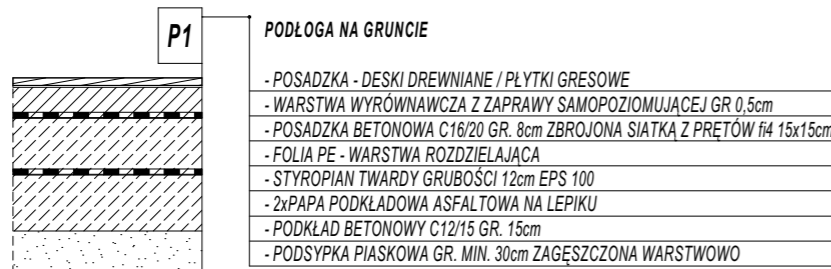 P1
PODŁOGA NA GRUNCIE
- POSADZKA - DESKI DREWNIANE / PŁYTKI GRESOWE
- WARSTWA WYRÓWNAWCZA Z ZAPRAWY SAMOPOZIOMUJĄCEJ GR 0,5cm
- POSADZKA BETONOWA C16/20 GR. 8cm ZBROJONA SIATKĄ Z PRĘTÓW fi4 15x15cm
- FOLIA PE - WARSTWA ROZDZIELAJĄCA
- STYROPIAN TWARDY GRUBOŚCI 12cm EPS 100
- 2xPAPA PODKŁADOWA ASFALTOWA NA LEPIKU
- PODKŁAD BETONOWY C12/15 GR. 15cm
- PODSYPKA PIASKOWA GR. MIN. 30cm ZAGĘSZCZONA WARSTWOWO